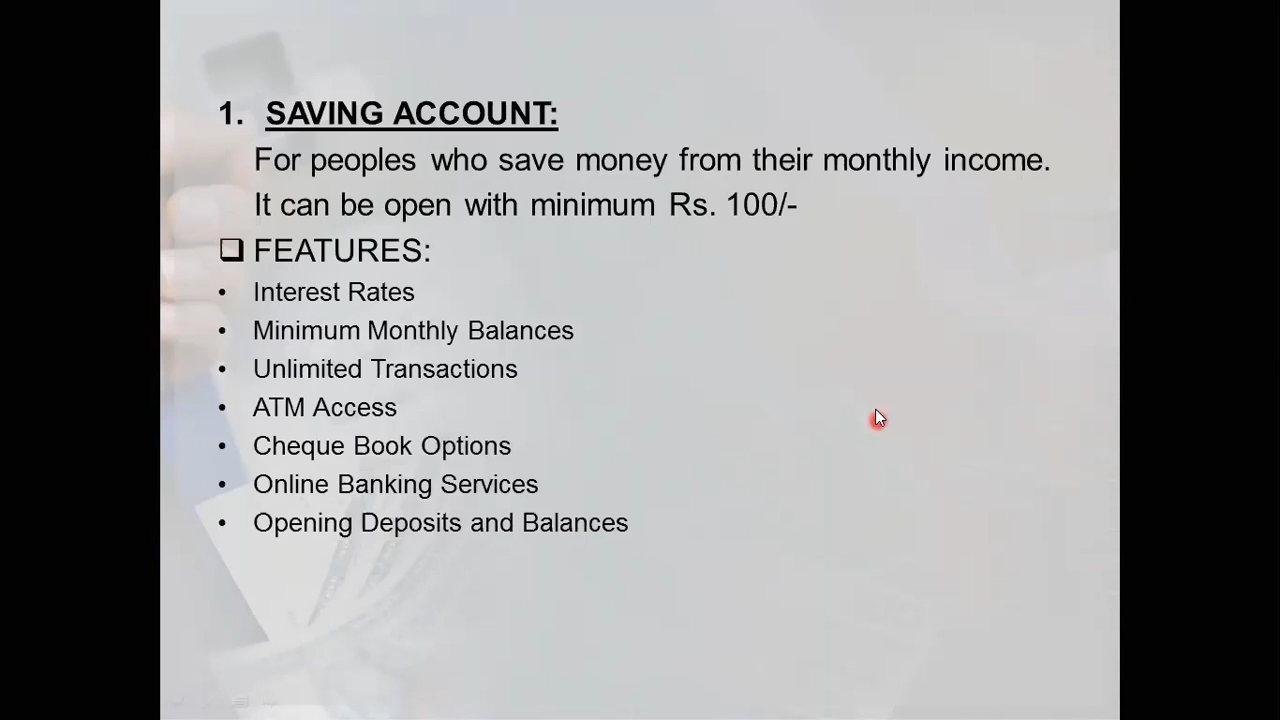 1. SAVING ACCOUNT:
For peoples who save money from their monthly income.
It can be open with minimum Rs. 100/-
❑ FEATURES:
• Interest Rates
• Minimum Monthly Balances
• Unlimited Transactions
• ATM Access
• Cheque Book Options
• Online Banking Services
• Opening Deposits and Balances